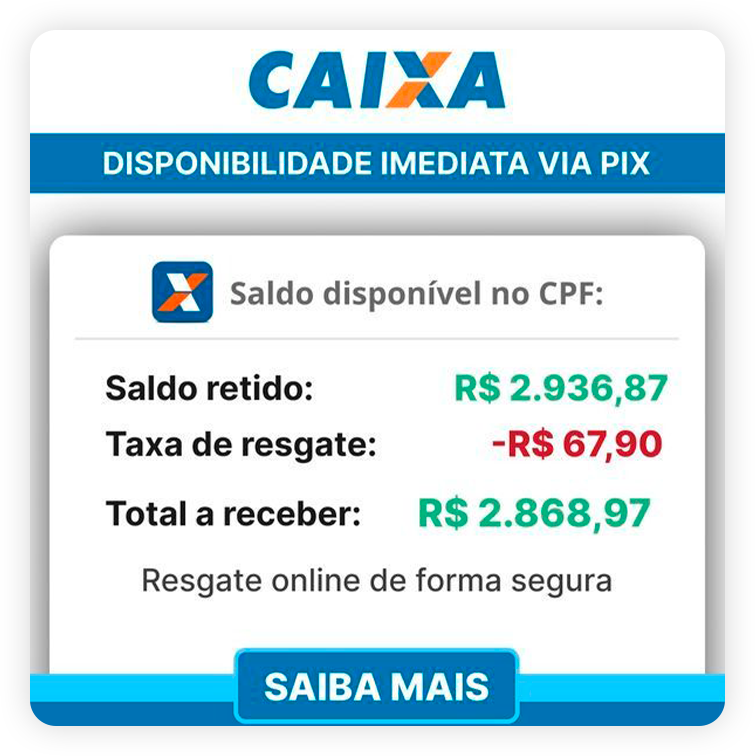 CAIXA
DISPONIBILIDADE IMEDIATA VIA PIX
Saldo disponível no CPF:
Saldo retido: R$ 2.936,87
Taxa de resgate: -R$ 67,90
Total a receber: R$ 2.868,97
Resgate online de forma segura
SAIBA MAIS